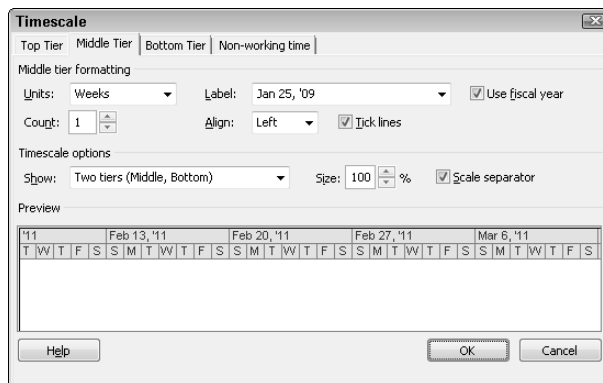 Timescale
Top Tier Middle Tier Bottom Tier Non-working time
Middle tier formatting
Units: Weeks Label: Jan 25, '09 Use fiscal year
Count: 1 Align: Left Tick lines
Timescale options
Show: Two tiers (Middle, Bottom) Size: 100 % Scale separator
Preview
'11 Feb 13, '11 Feb 20, '11 Feb 27, '11 Mar 6, '11
T W T F S S M T W T F S S M T W T F S S M T W T F S S M T W T F S
Help OK Cancel